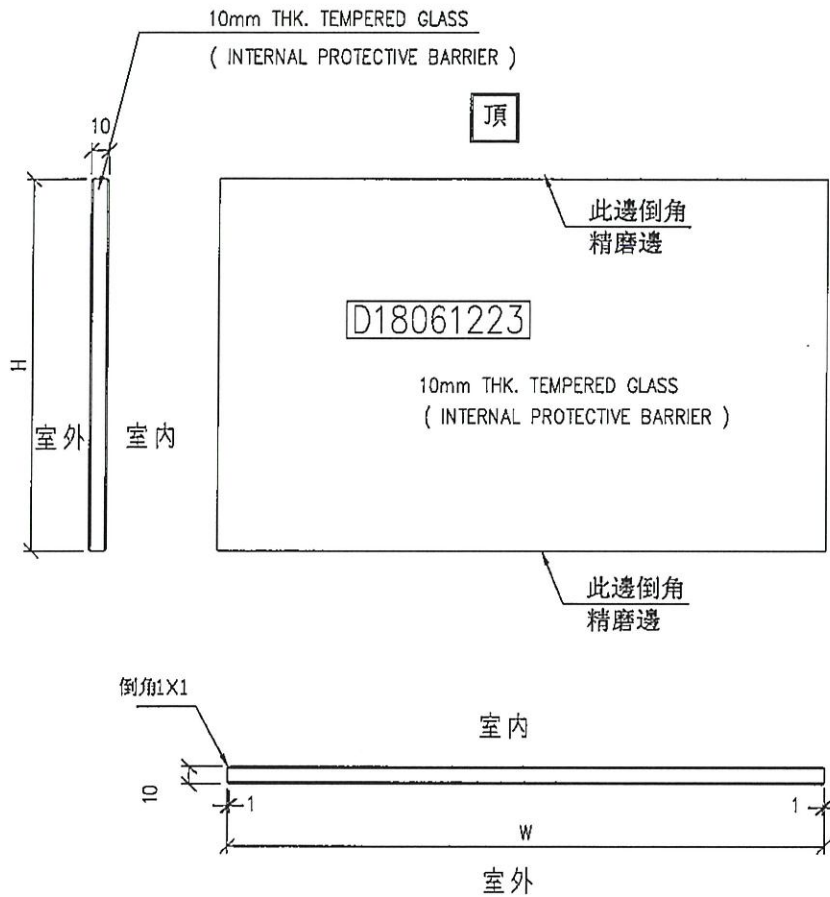 10mm THK. TEMPERED GLASS
( INTERNAL PROTECTIVE BARRIER )
頂
10
此邊倒角
精磨邊
D18061223
H
10mm THK. TEMPERED GLASS
( INTERNAL PROTECTIVE BARRIER )
室外
室内
此邊倒角
精磨邊
倒角1X1
室内
10
1
1
W
室外